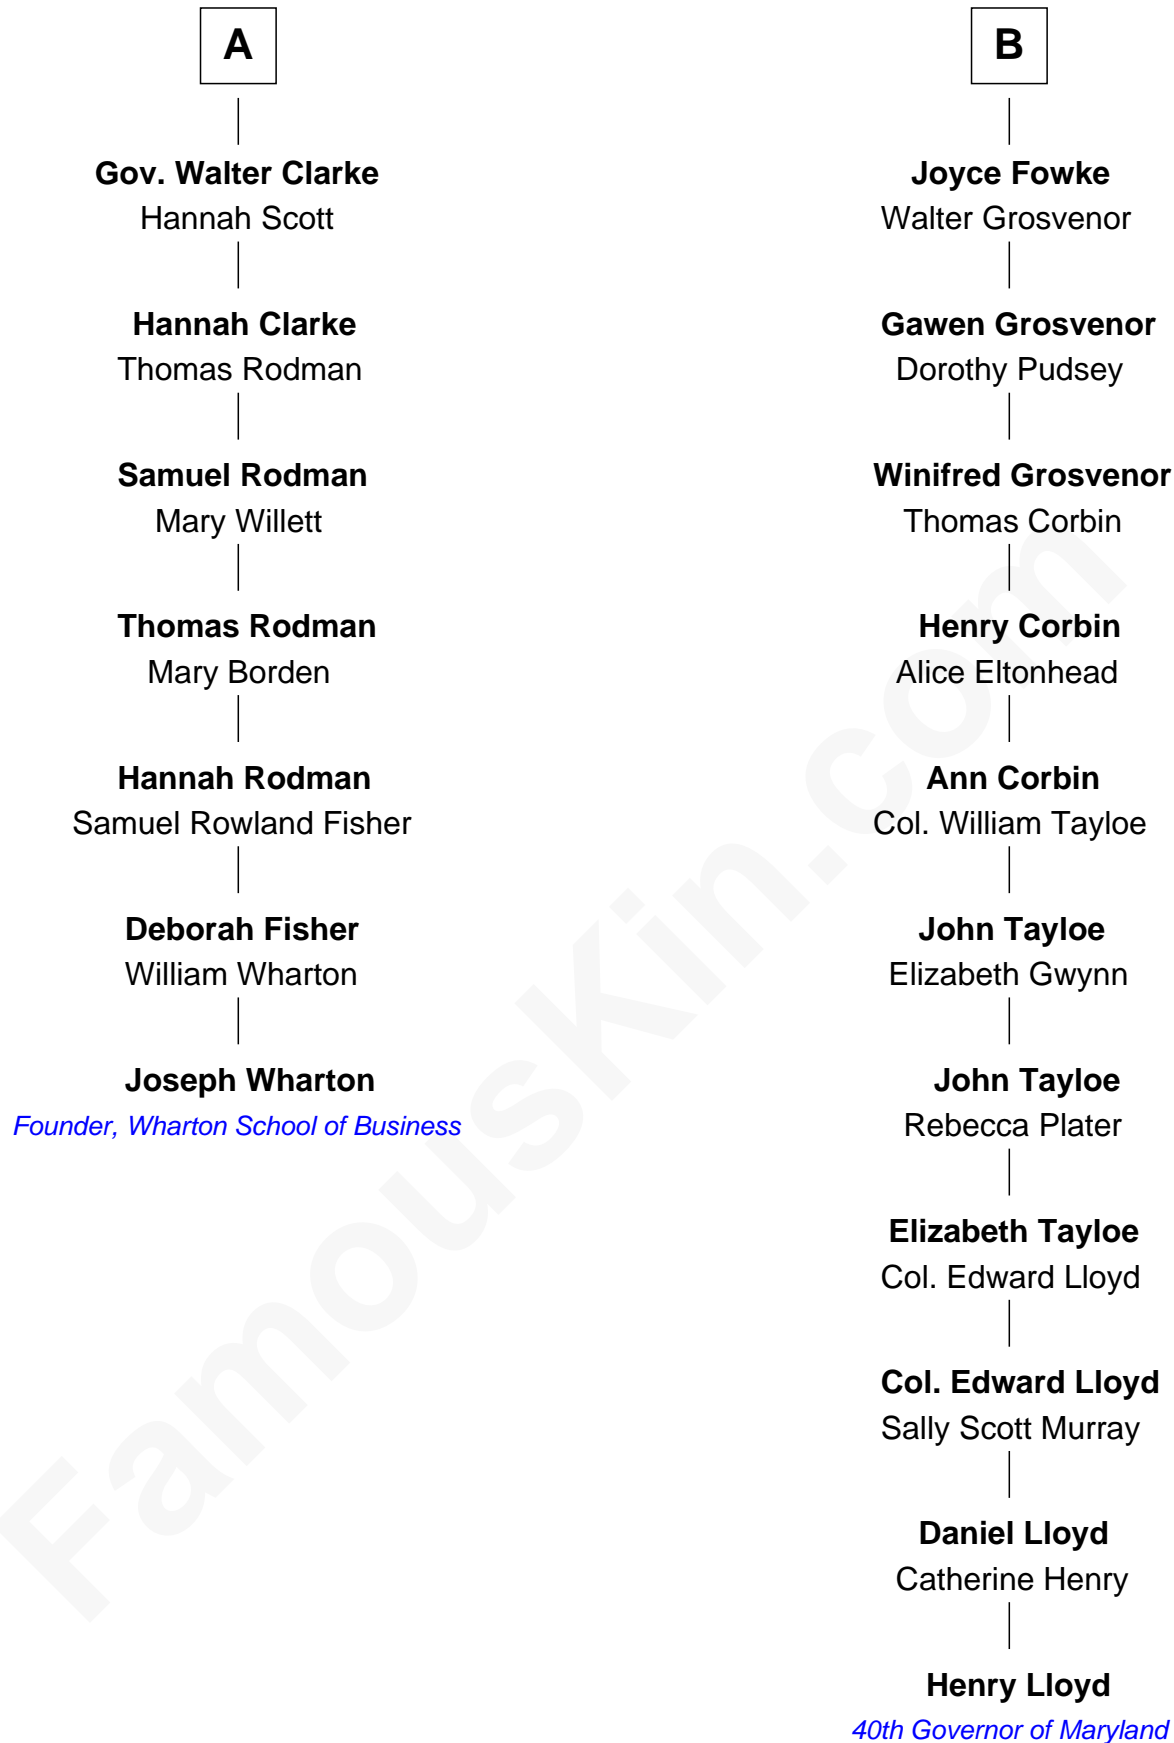 A
Gov. Walter Clarke
Hannah Scott
Hannah Clarke
Thomas Rodman
Samuel Rodman
Mary Willett
Thomas Rodman
Mary Borden
Hannah Rodman
Samuel Rowland Fisher
Deborah Fisher
William Wharton
Joseph Wharton
Founder, Wharton School of Business
B
Joyce Fowke
Walter Grosvenor
Gawen Grosvenor
Dorothy Pudsey
Winifred Grosvenor
Thomas Corbin
Henry Corbin
Alice Eltonhead
Ann Corbin
Col. William Tayloe
John Tayloe
Elizabeth Gwynn
John Tayloe
Rebecca Plater
Elizabeth Tayloe
Col. Edward Lloyd
Col. Edward Lloyd
Sally Scott Murray
Daniel Lloyd
Catherine Henry
Henry Lloyd
40th Governor of Maryland
FamousKin.com